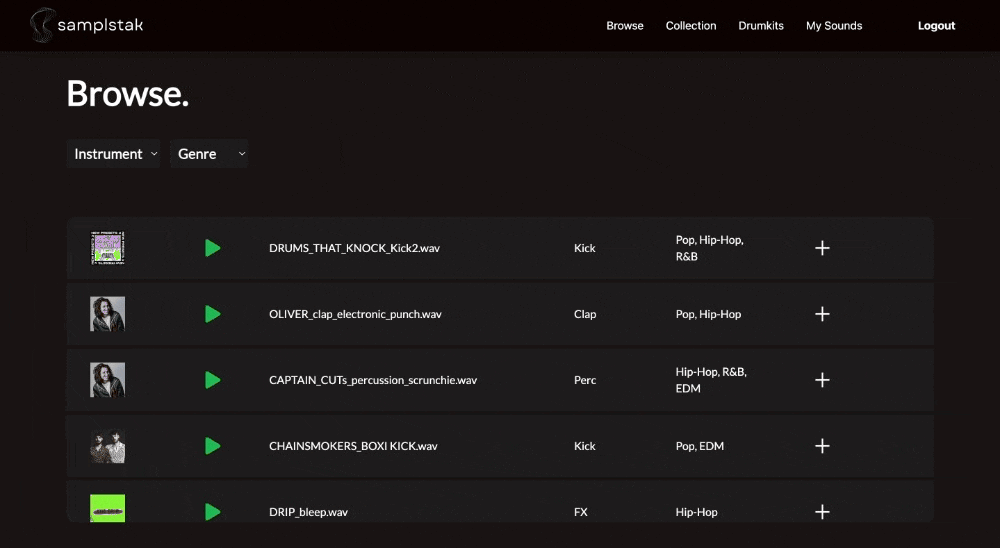 samplstak
Browse Collection Drumkits My Sounds Logout
Browse.
Instrument Genre
DRUMS_THAT_KNOCK_Kick2.wav Kick Pop, Hip-Hop,
R&B
OLIVER_clap_electronic_punch.wav Clap Pop, Hip-Hop
CAPTAIN_CUTs_percussion_scrunchie.wav Perc Hip-Hop, R&B,
EDM
CHAINSMOKERS_BOXI KICK.wav Kick Pop, EDM
DRIP_bleep.wav FX Hip-Hop